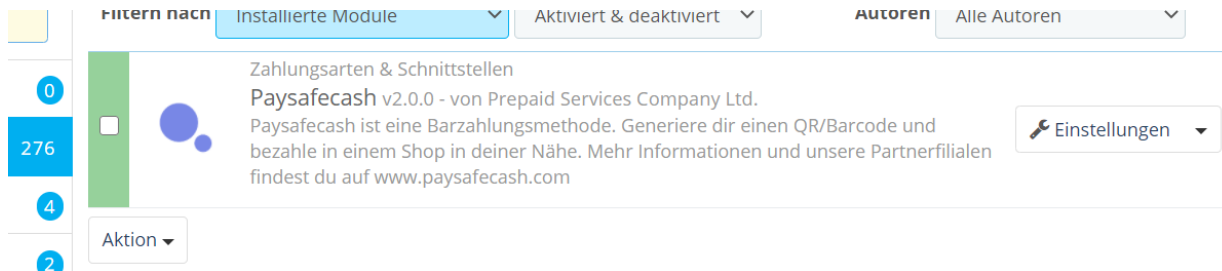 Filtern nach Installierte Module Aktiviert & deaktiviert Autoren Alle Autoren
Zahlungsarten & Schnittstellen
0
Paysafecash v2.0.0 - von Prepaid Services Company Ltd.
Paysafecash ist eine Barzahlungsmethode. Generiere dir einen QR/Barcode und
Einstellungen
276
bezahle in einem Shop in deiner Nähe. Mehr Informationen und unsere Partnerfilialen
findest du auf www.paysafecash.com
4
Aktion
2